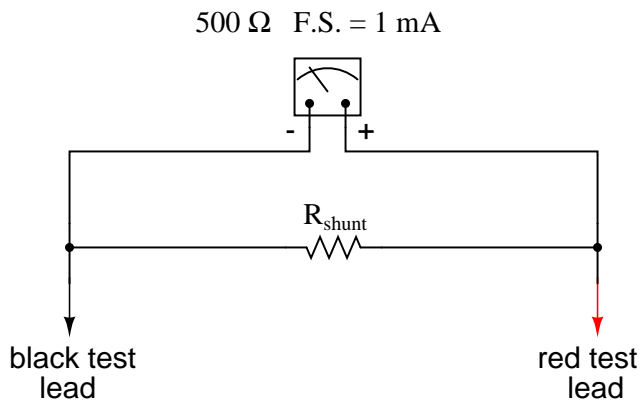 500 Ω F.S. = 1 mA
- +
Rshunt
black test
lead
red test
lead